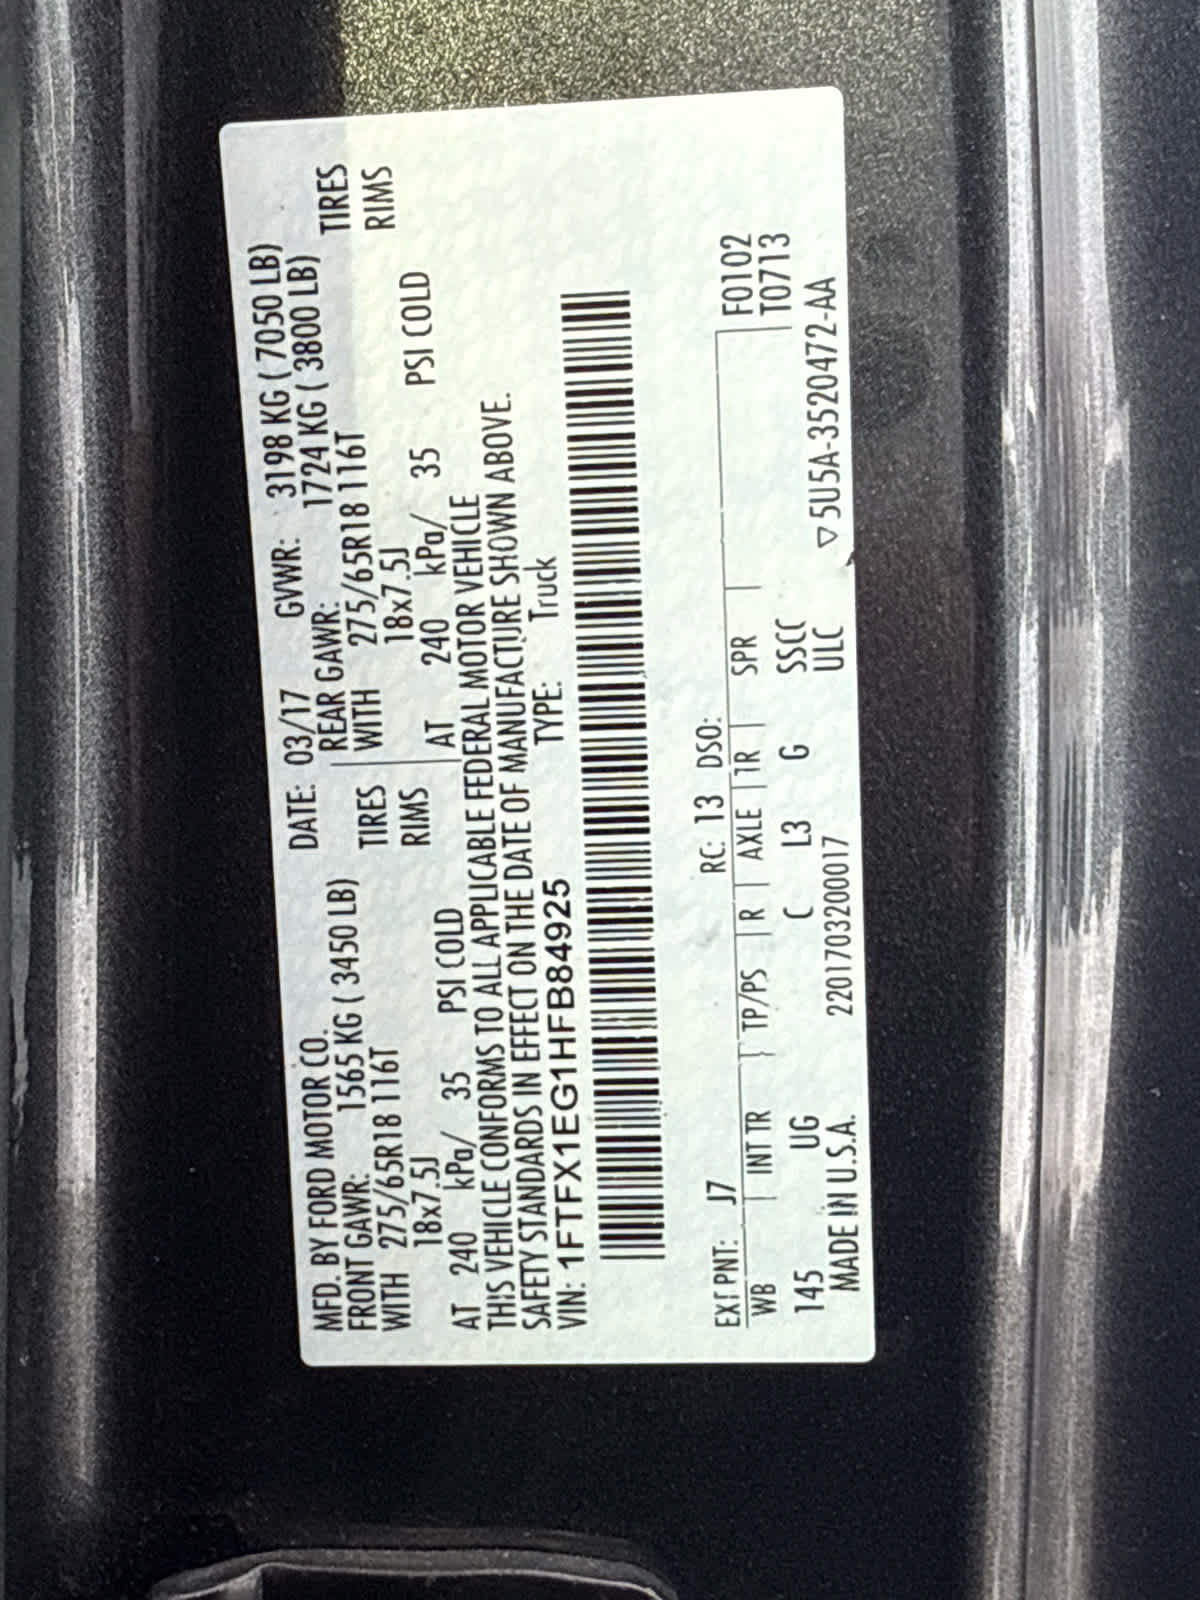 MFD. BY FORD MOTOR CO. DATE: 03/17 GVWR: 3198 KG ( 7050 LB)
FRONT GAWR: 1565 KG ( 3450 LB) REAR GAWR: 1724 KG ( 3800 LB)
WITH 275/65R18 116T TIRES WITH 275/65R18 116T TIRES
18x7.5J RIMS 18x7.5J RIMS
AT 240 kPa/ 35 PSI COLD AT 240 kPa/ 35 PSI COLD
THIS VEHICLE CONFORMS TO ALL APPLICABLE FEDERAL MOTOR VEHICLE
SAFETY STANDARDS IN EFFECT ON THE DATE OF MANUFACTURE SHOWN ABOVE.
VIN: 1FTFX1EG1HFB84925 TYPE: Truck
EXT PNT: J7 RC: 13 DSO: F0102
WB INT TR TP/PS R AXLE TR SPR T0713
145 UG C L3 G SSCC ▽5U5A-3520472-AA
MADE IN U.S.A. 220170320017 ULC